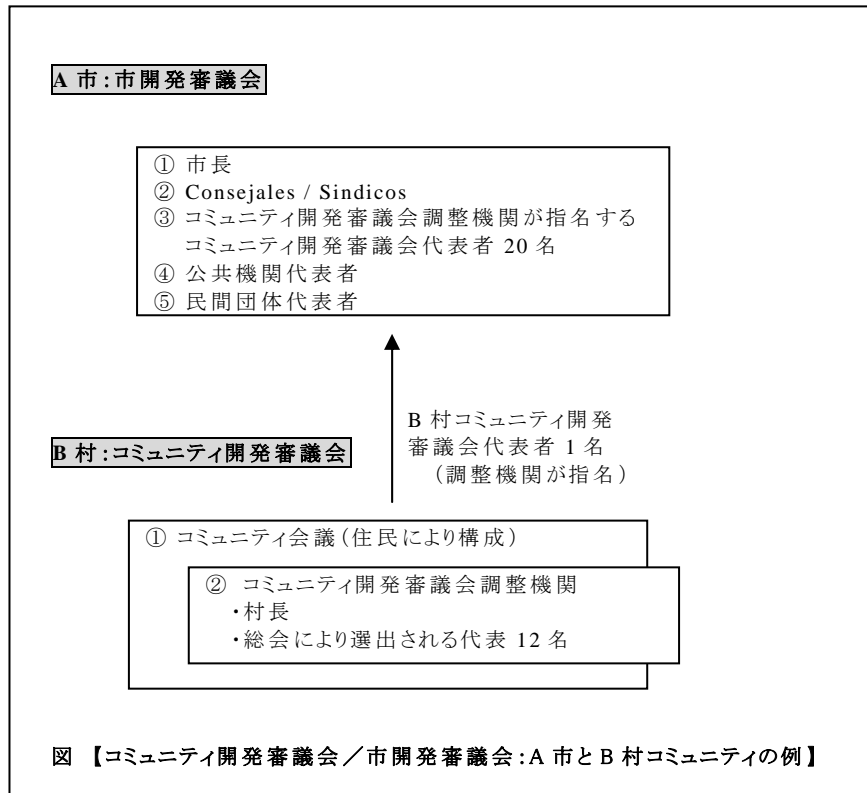 A 市:市開発審議会
① 市長
② Consejales / Sindicos
③ コミュニティ開発審議会調整機関が指名する
コミュニティ開発審議会代表者 20 名
④ 公共機関代表者
⑤ 民間団体代表者
B 村コミュニティ開発
審議会代表者 1 名
(調整機関が指名)
B 村:コミュニティ開発審議会
① コミュニティ会議(住民により構成)
② コミュニティ開発審議会調整機関
・村長
・総会により選出される代表 12 名
図 【コミュニティ開発審議会/市開発審議会:A 市と B 村コミュニティの例】